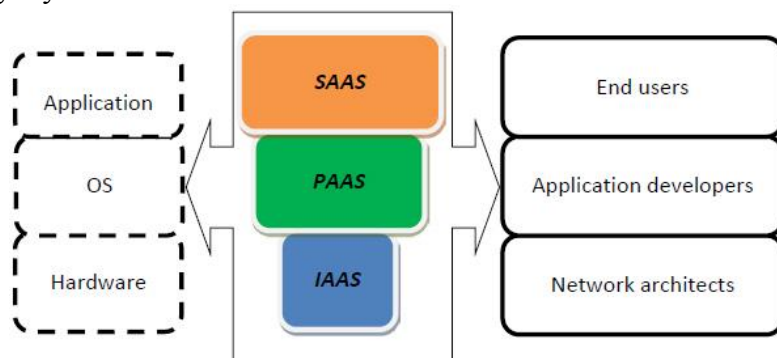 Application
SAAS
End users
OS
PAAS
Application developers
Hardware
IAAS
Network architects